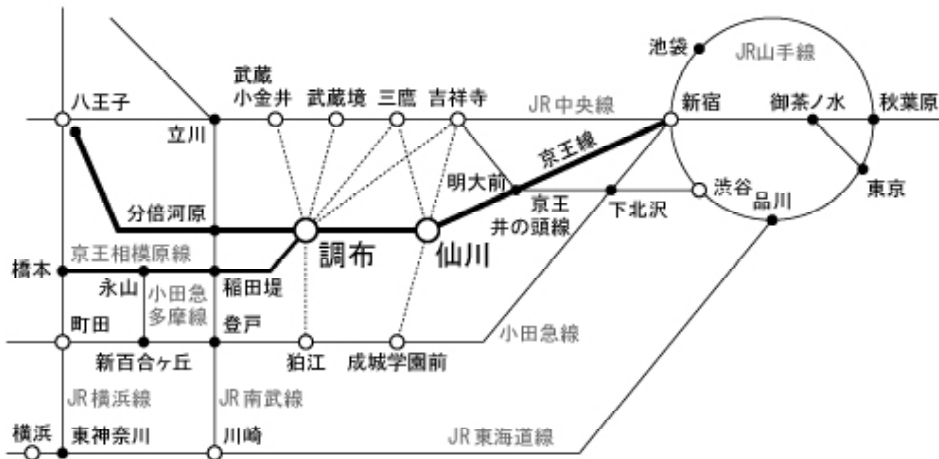 池袋
JR山手線
武蔵
小金井
武蔵境
三鷹
吉祥寺
八王子
JR中央線
新宿
御茶ノ水
秋葉原
立川
京王線
明大前
渋谷
東京
京王
井の頭線
下北沢
品川
分倍河原
調布
仙川
京王相模原線
橋本
永山
小田急
多摩線
稲田堤
町田
登戸
小田急線
新百合ヶ丘
狛江
成城学園前
JR横浜線
JR南武線
横浜
東神奈川
川崎
JR東海道線